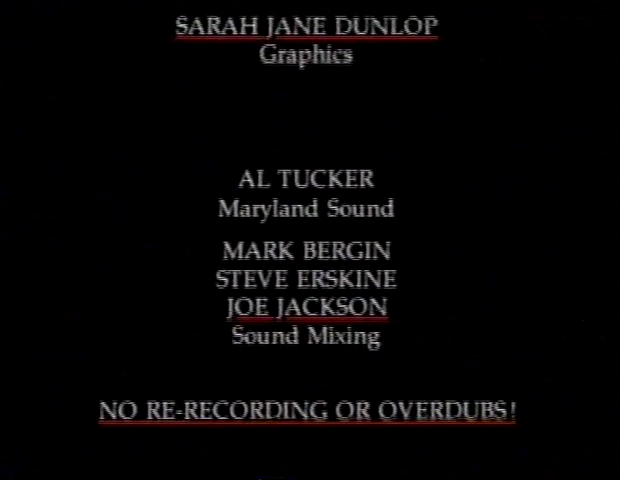 SARAH JANE DUNLOP
Graphics
AL TUCKER
Maryland Sound
MARK BERGIN
STEVE ERSKINE
JOE JACKSON
Sound Mixing
NO RE-RECORDING OR OVERDUBS!